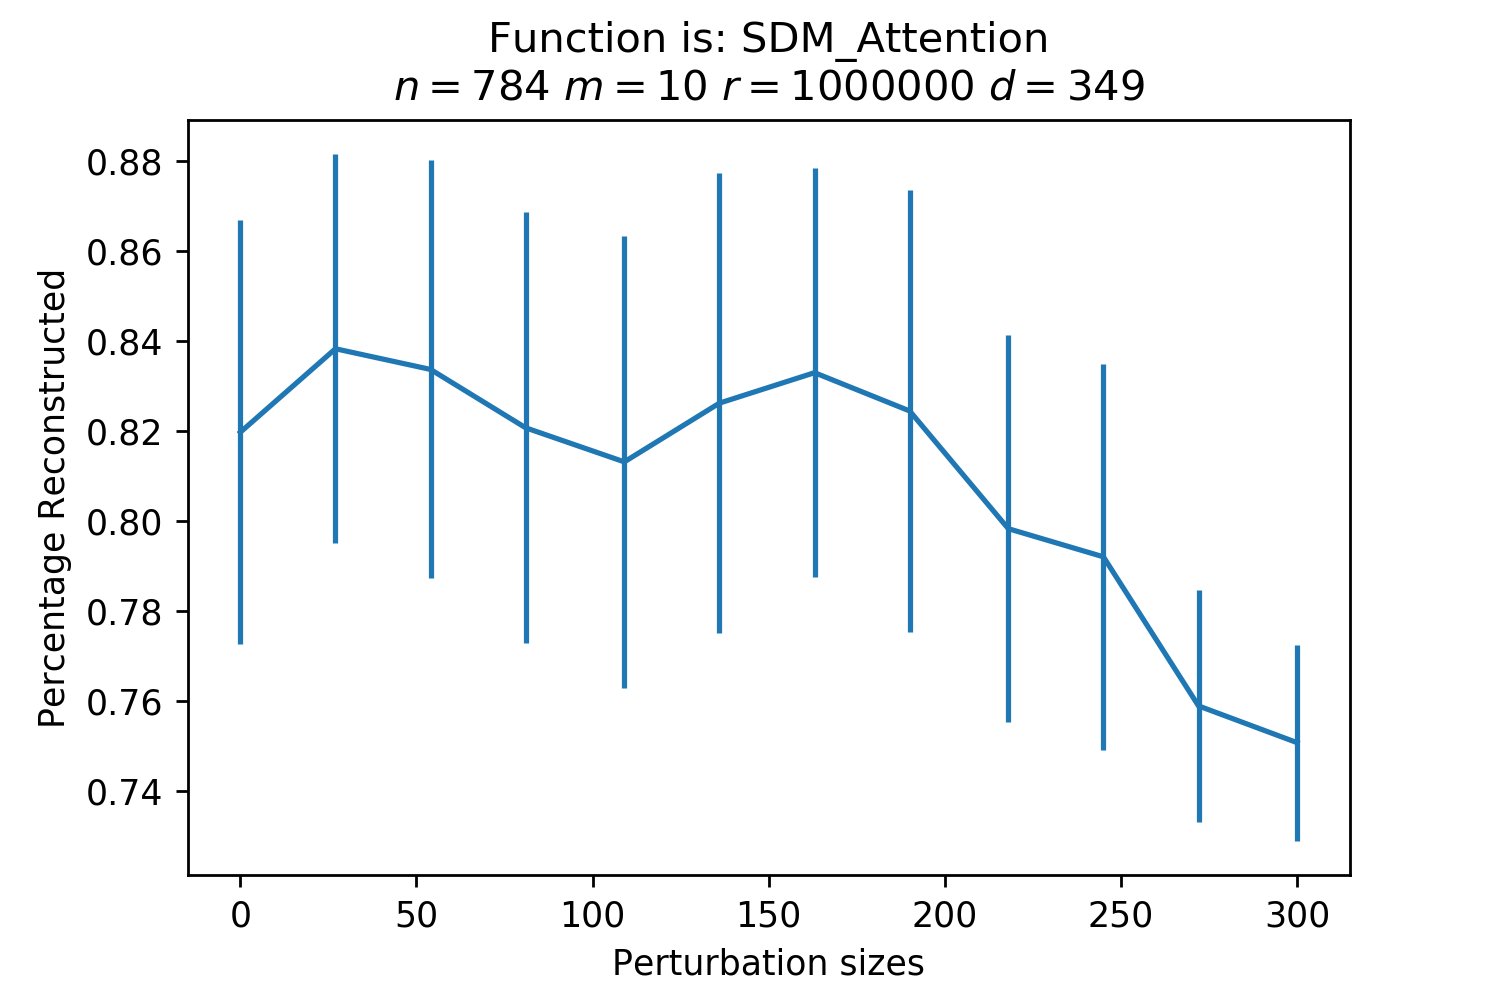 Function is: SDM_Attention
n = 784 m = 10 r = 1000000 d = 349
Percentage Reconstructed
0.88
0.86
0.84
0.82
0.80
0.78
0.76
0.74
0 50 100 150 200 250 300
Perturbation sizes